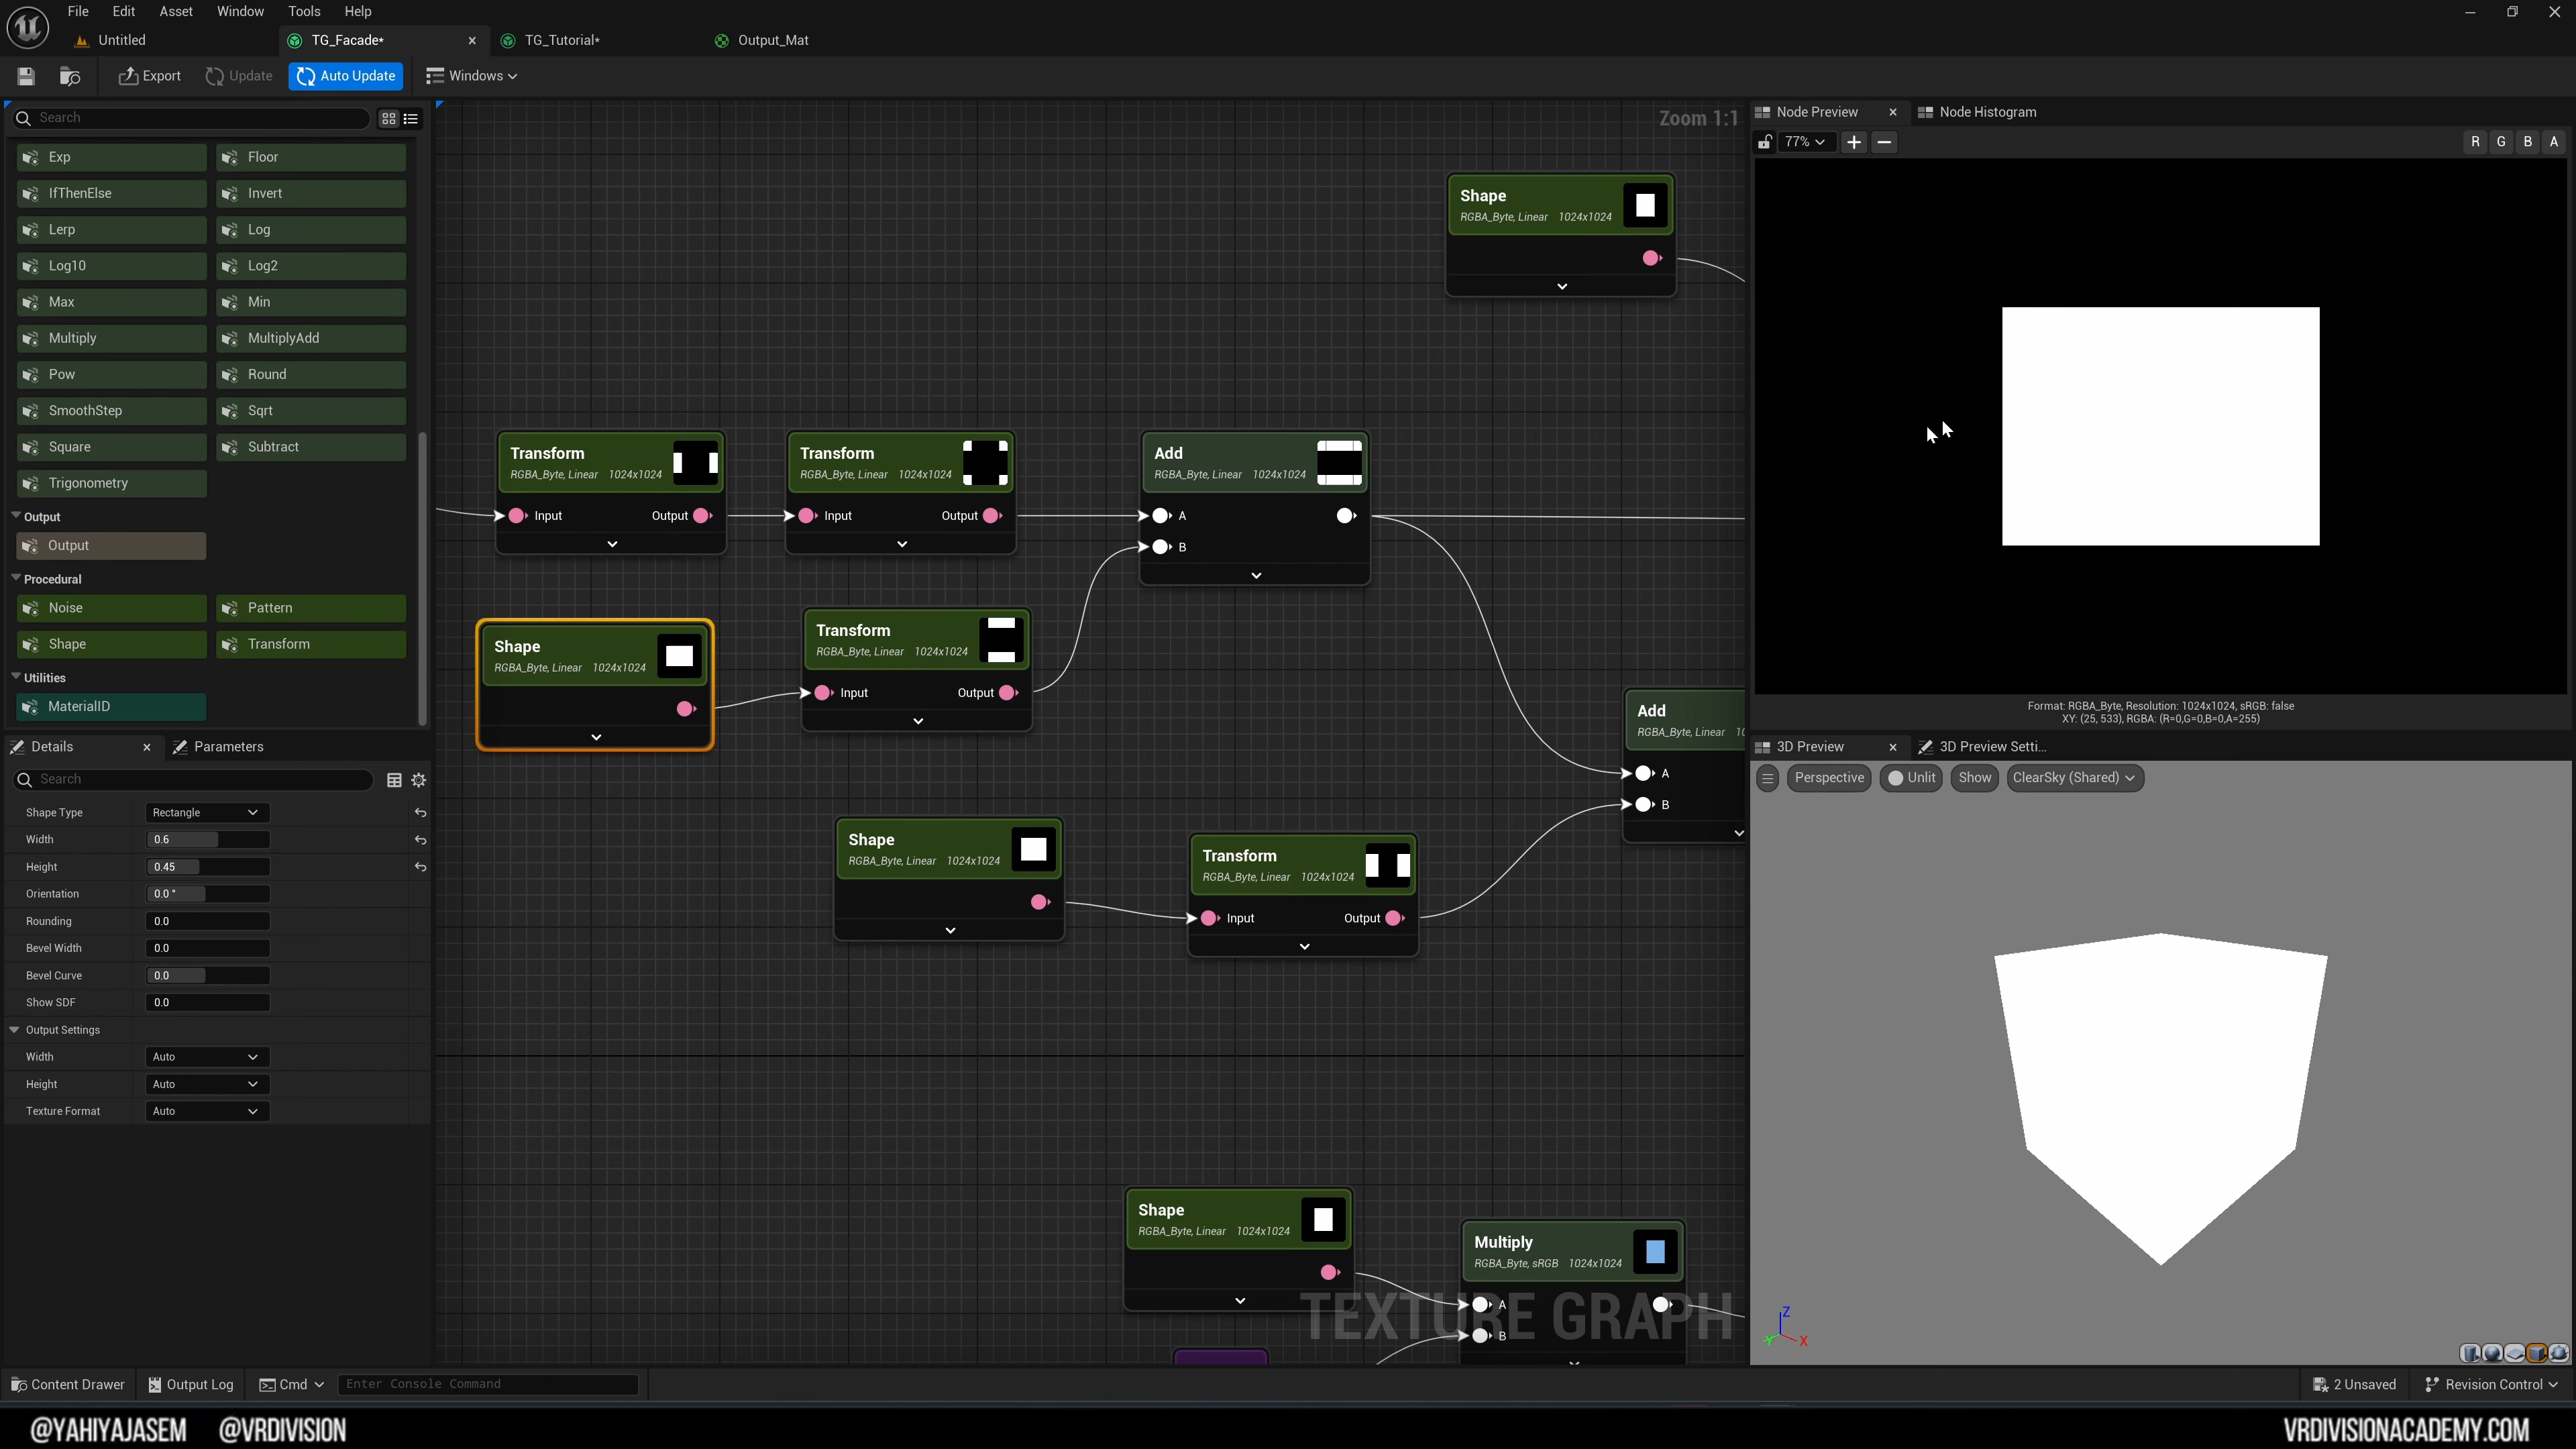 File Edit Asset Window Tools Help
Untitled TG_Facade* TG_Tutorial* Output_Mat
Export Update Auto Update Windows
Search
Exp Floor
IfThenElse Invert
Lerp Log
Log10 Log2
Max Min
Multiply MultiplyAdd
Pow Round
SmoothStep Sqrt
Square Subtract
Trigonometry
Output
Output
Procedural
Noise Pattern
Shape Transform
Utilities
MaterialID
Details Parameters
Search
Shape Type Rectangle
Width 0.6
Height 0.45
Orientation 0.0 °
Rounding 0.0
Bevel Width 0.0
Bevel Curve 0.0
Show SDF 0.0
Output Settings
Width Auto
Height Auto
Texture Format Auto
Zoom 1:1
Shape
RGBA_Byte, Linear 1024x1024
Transform
RGBA_Byte, Linear 1024x1024
Input Output
Transform
RGBA_Byte, Linear 1024x1024
Input Output
Add
RGBA_Byte, Linear 1024x1024
A
B
Shape
RGBA_Byte, Linear 1024x1024
Transform
RGBA_Byte, Linear 1024x1024
Input Output
Add
RGBA_Byte, Linear 10
A
B
Shape
RGBA_Byte, Linear 1024x1024
Transform
RGBA_Byte, Linear 1024x1024
Input Output
Shape
RGBA_Byte, Linear 1024x1024
Multiply
RGBA_Byte, sRGB 1024x1024
A
B
TEXTURE GRAPH
Node Preview Node Histogram
77% R G B A
Format: RGBA_Byte, Resolution: 1024x1024, sRGB: false
XY: (25, 533), RGBA: (R=0,G=0,B=0,A=255)
3D Preview 3D Preview Setti...
Perspective Unlit Show ClearSky (Shared)
Z
Y X
Content Drawer Output Log Cmd Enter Console Command 2 Unsaved Revision Control
@YAHIYAJASEM @VRDIVISION VRDIVISIONACADEMY.COM